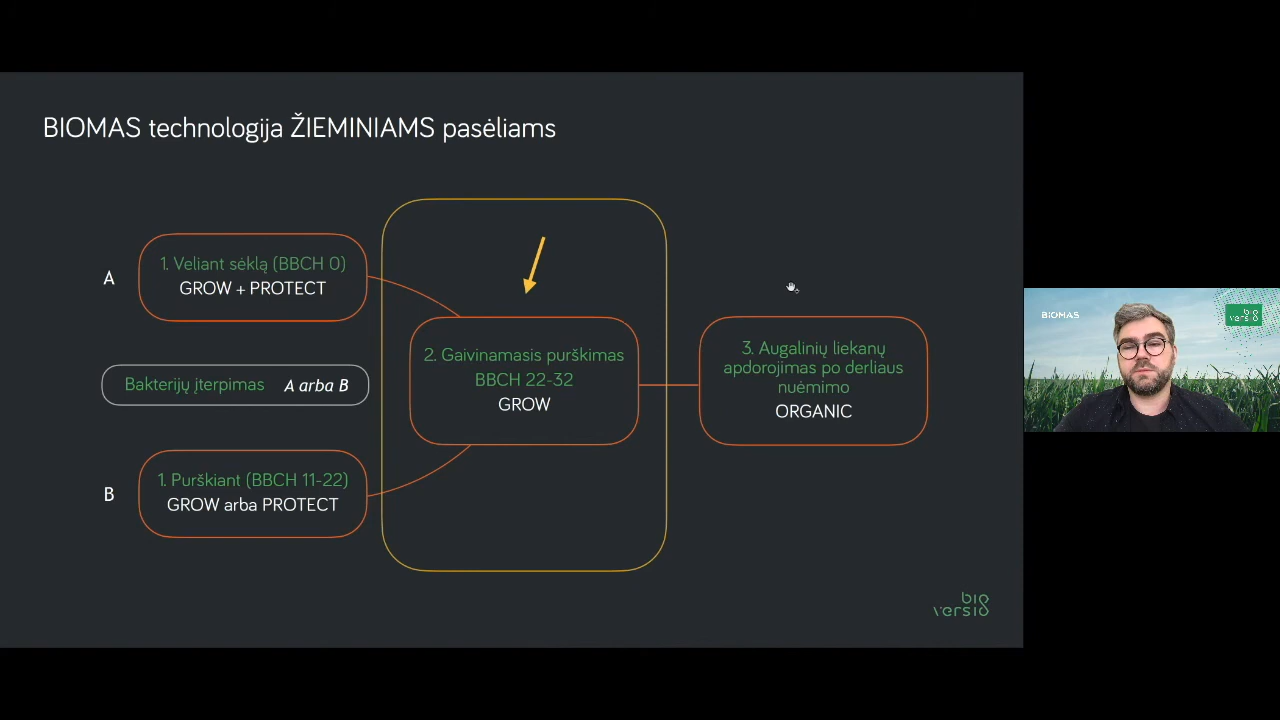 BIOMAS technologija ŽIEMINIAMS pasėliams
A
1. Veliant sėklą (BBCH 0)
GROW + PROTECT
Bakterijų įterpimas A arba B
B
1. Purškiant (BBCH 11-22)
GROW arba PROTECT
2. Gaivinamasis purškimas
BBCH 22-32
GROW
3. Augalinių liekanų
apdorojimas po derliaus
nuėmimo
ORGANIC
bio
versio
BIOMAS
bio
versio